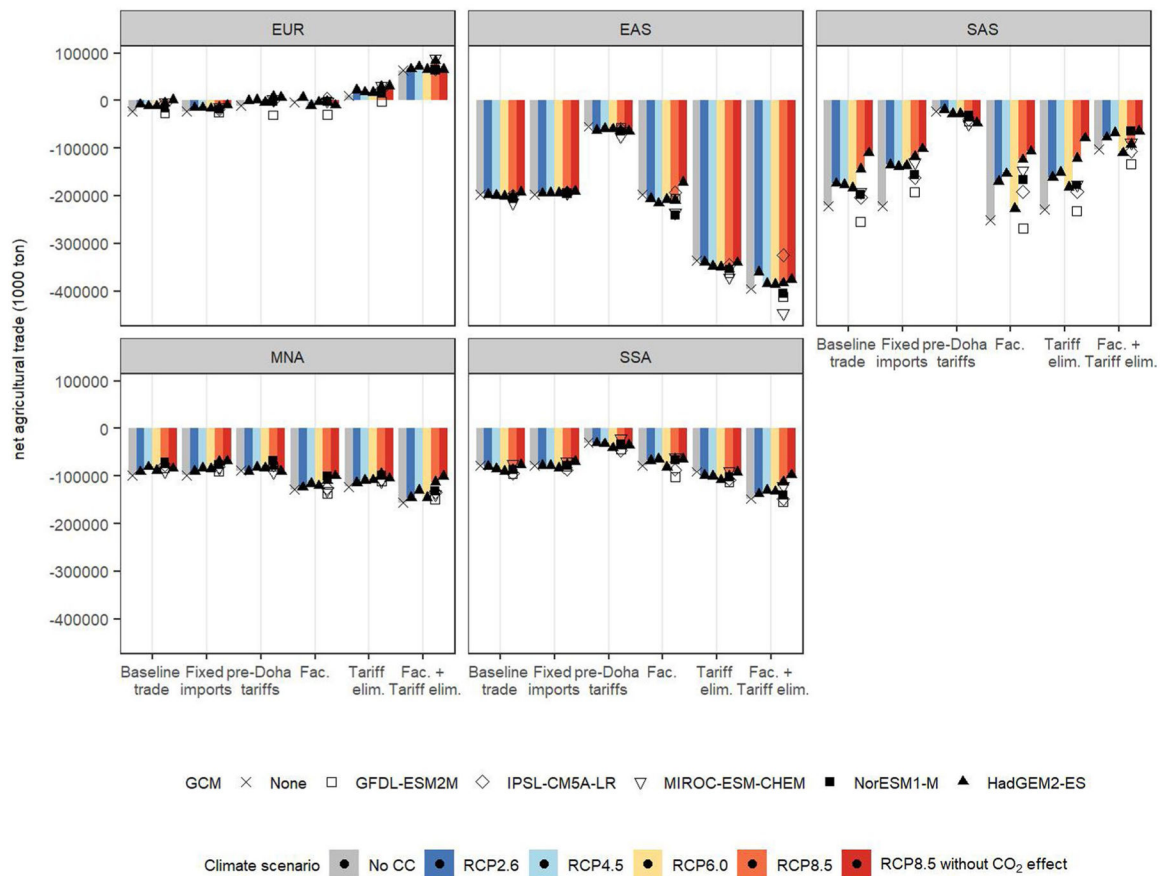 EUR
EAS
SAS
100000
0
-100000
-200000
-300000
-400000
Baseline trade
Fixed imports
pre-Doha tariffs
Fac.
Tariff elim.
Fac. + Tariff elim.
net agricultural trade (1000 ton)
MNA
SSA
100000
0
-100000
-200000
-300000
-400000
Baseline trade
Fixed imports
pre-Doha tariffs
Fac.
Tariff elim.
Fac. + Tariff elim.
Baseline trade
Fixed imports
pre-Doha tariffs
Fac.
Tariff elim.
Fac. + Tariff elim.
GCM None GFDL-ESM2M IPSL-CM5A-LR MIROC-ESM-CHEM NorESM1-M HadGEM2-ES
Climate scenario No CC RCP2.6 RCP4.5 RCP6.0 RCP8.5 RCP8.5 without CO₂ effect